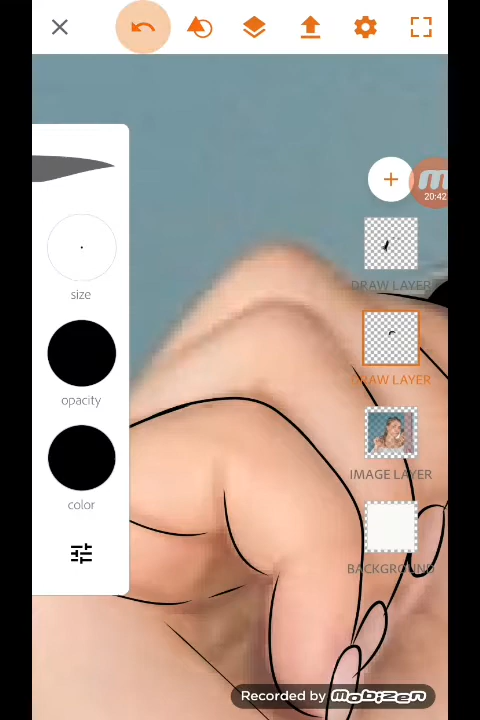 20:42
size
DRAW LAYER
DRAW LAYER
opacity
IMAGE LAYER
color
BACKGROUND
Recorded by Mobizen